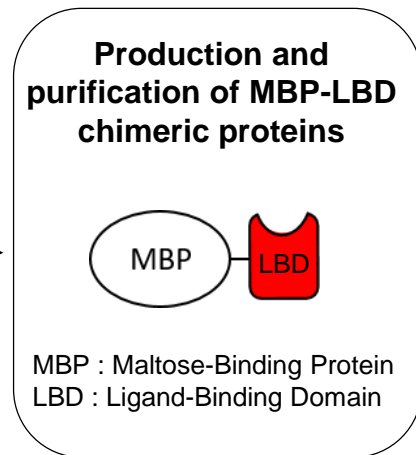 Production and
purification of MBP-LBD
chimeric proteins
MBP
LBD
MBP : Maltose-Binding Protein
LBD : Ligand-Binding Domain